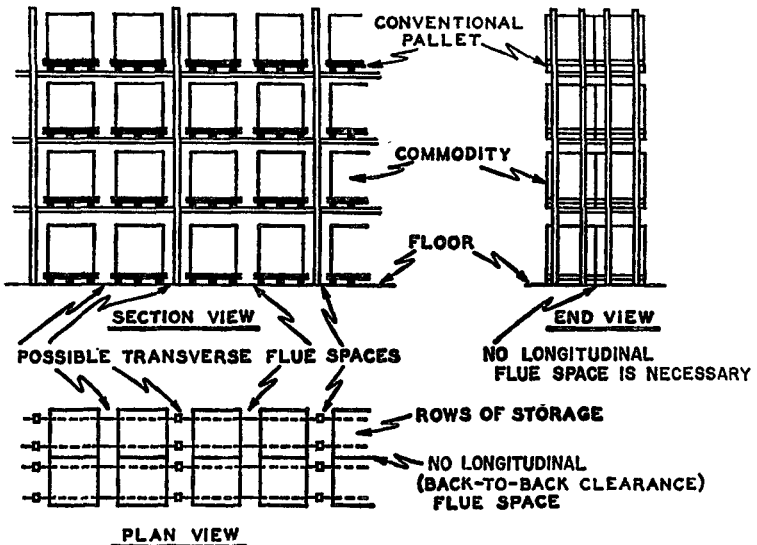 CONVENTIONAL
PALLET
COMMODITY
FLOOR
SECTION VIEW
END VIEW
POSSIBLE TRANSVERSE FLUE SPACES
NO LONGITUDINAL
FLUE SPACE IS NECESSARY
ROWS OF STORAGE
NO LONGITUDINAL
(BACK-TO-BACK CLEARANCE)
FLUE SPACE
PLAN VIEW